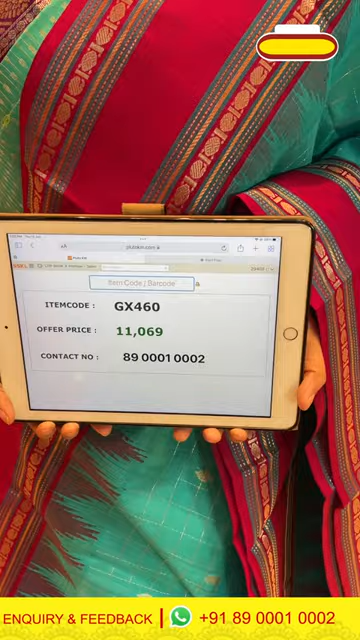 Item Code / Barcode
ITEMCODE : GX460
OFFER PRICE : 11,069
CONTACT NO : 89 0001 0002
ENQUIRY & FEEDBACK | +91 89 0001 0002